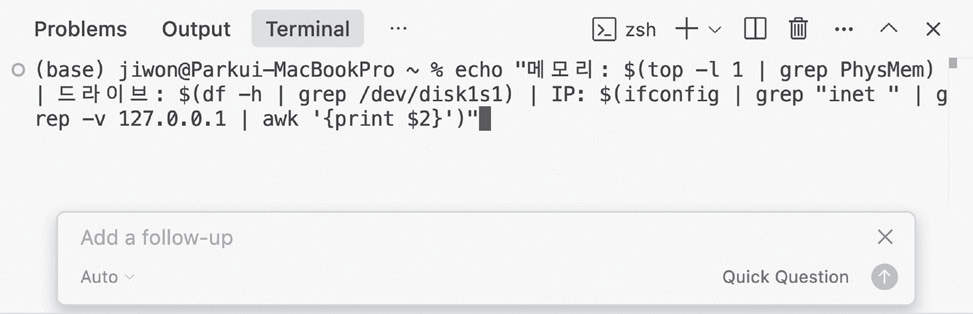 Problems Output Terminal ··· zsh
(base) jiwon@Parkui-MacBookPro ~ % echo "메모리: $(top -l 1 | grep PhysMem)
| 드라이브: $(df -h | grep /dev/disk1s1) | IP: $(ifconfig | grep "inet " | g
rep -v 127.0.0.1 | awk '{print $2}')"
Add a follow-up
Auto Quick Question